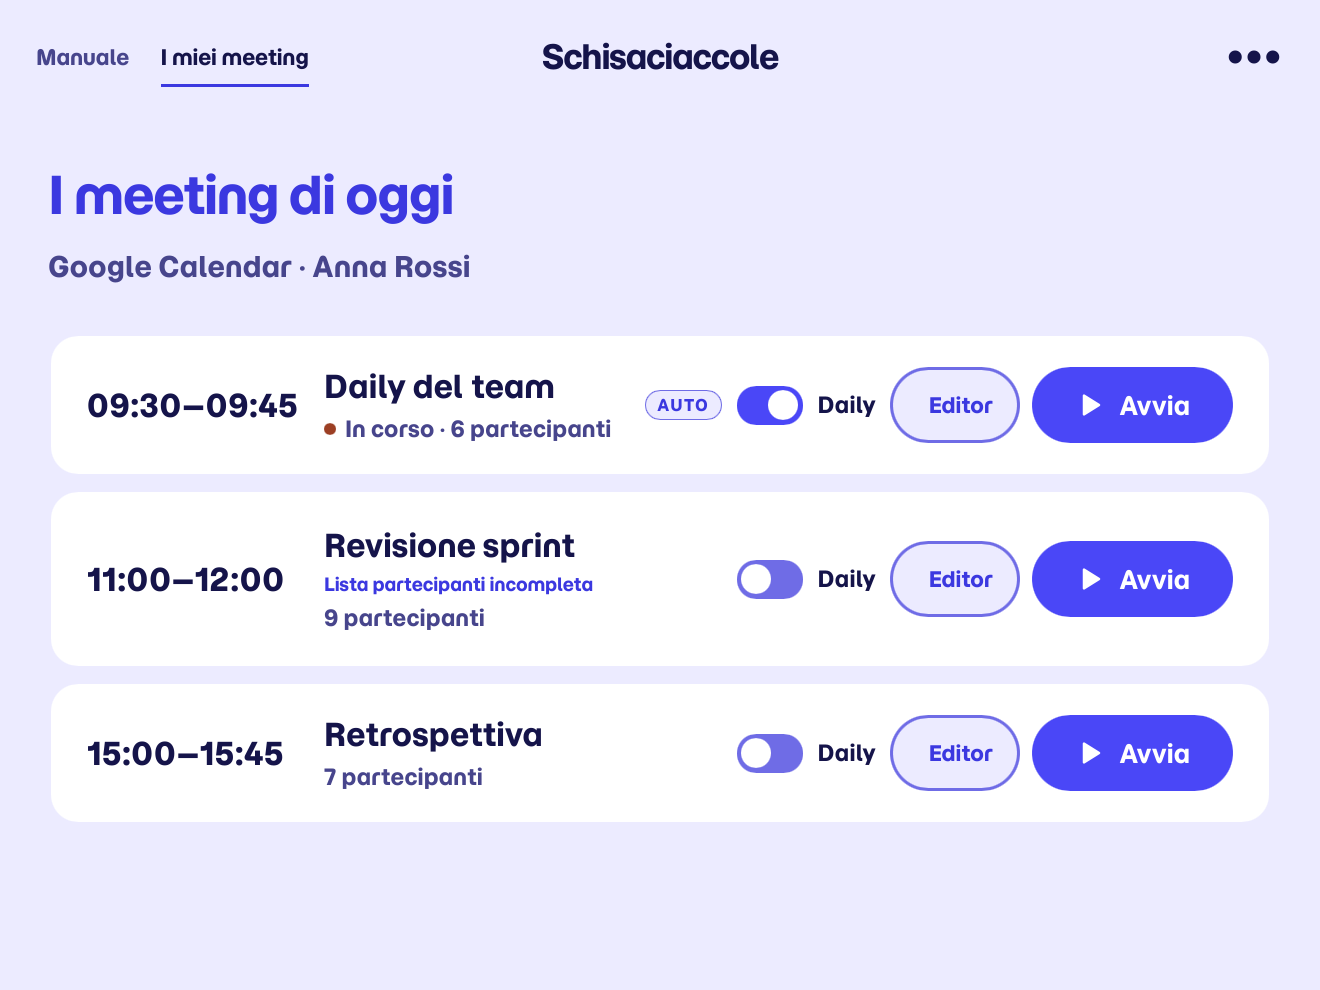 Manuale
I miei meeting
Schisaciaccole
I meeting di oggi
Google Calendar · Anna Rossi
09:30–09:45
Daily del team
In corso · 6 partecipanti
AUTO
Daily
Editor
Avvia
11:00–12:00
Revisione sprint
Lista partecipanti incompleta
9 partecipanti
Daily
Editor
Avvia
15:00–15:45
Retrospettiva
7 partecipanti
Daily
Editor
Avvia